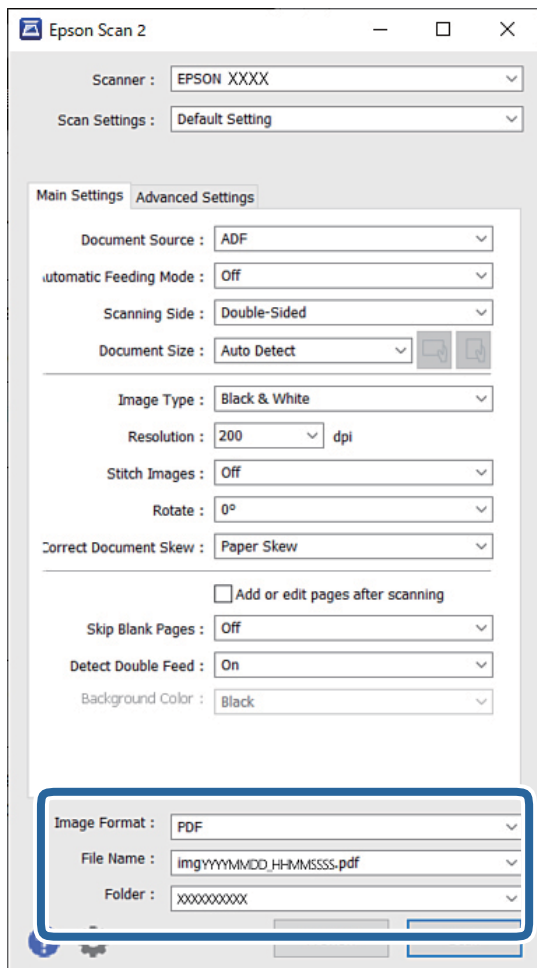 Epson Scan 2
Scanner : EPSON XXXX
Scan Settings : Default Setting
Main Settings Advanced Settings
Document Source : ADF
utomatic Feeding Mode : Off
Scanning Side : Double-Sided
Document Size : Auto Detect
Image Type : Black & White
Resolution : 200 dpi
Stitch Images : Off
Rotate : 0°
Correct Document Skew : Paper Skew
Add or edit pages after scanning
Skip Blank Pages : Off
Detect Double Feed : On
Background Color : Black
Image Format : PDF
File Name : imgYYYYMMDD_HHMMSSSS.pdf
Folder : XXXXXXXXXX